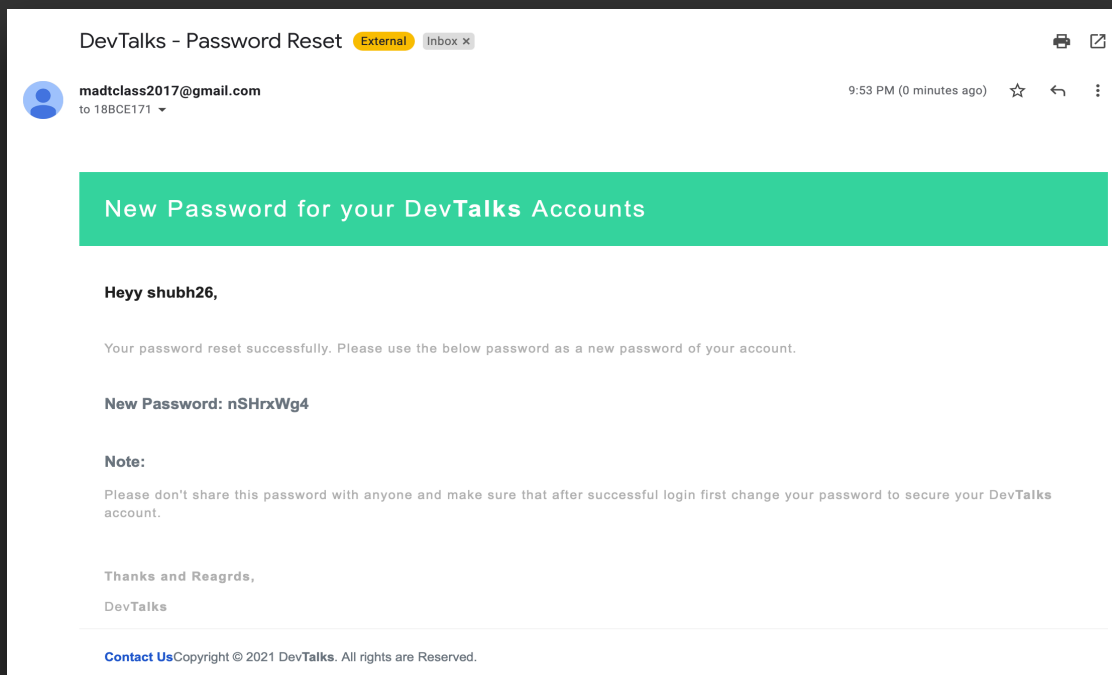 DevTalks - Password Reset External Inbox ×
madtclass2017@gmail.com 9:53 PM (0 minutes ago)
to 18BCE171
New Password for your DevTalks Accounts
Heyy shubh26,
Your password reset successfully. Please use the below password as a new password of your account.
New Password: nSHrxWg4
Note:
Please don't share this password with anyone and make sure that after successful login first change your password to secure your DevTalks
account.
Thanks and Reagrds,
DevTalks
Contact UsCopyright © 2021 DevTalks. All rights are Reserved.